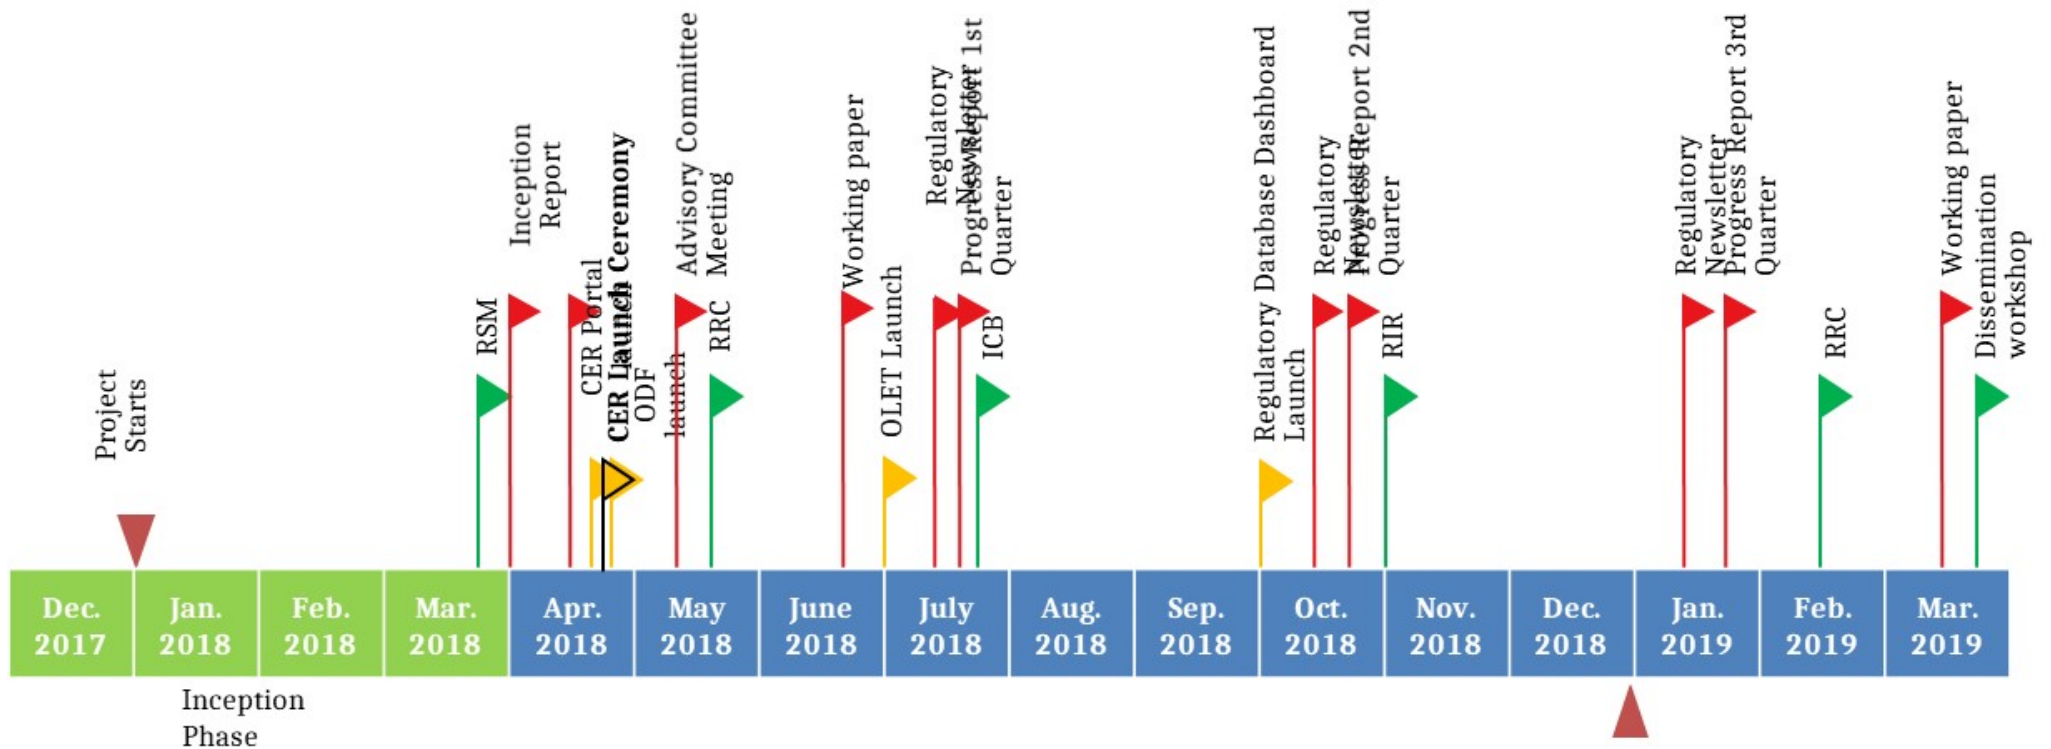 Project
Starts
RSM
Inception
Report
CER Portal
Launch
CER Launch Ceremony
ODF
launch
Advisory Committee
Meeting
RRC
Working paper
OLET Launch
Regulatory
Newsletter
Progress Report 1st
Quarter
ICB
Regulatory Database Dashboard
Launch
Regulatory
Newsletter
Progress Report 2nd
Quarter
RIR
Regulatory
Newsletter
Progress Report 3rd
Quarter
RRC
Working paper
Dissemination
workshop
Dec.
2017
Jan.
2018
Feb.
2018
Mar.
2018
Apr.
2018
May
2018
June
2018
July
2018
Aug.
2018
Sep.
2018
Oct.
2018
Nov.
2018
Dec.
2018
Jan.
2019
Feb.
2019
Mar.
2019
Inception
Phase